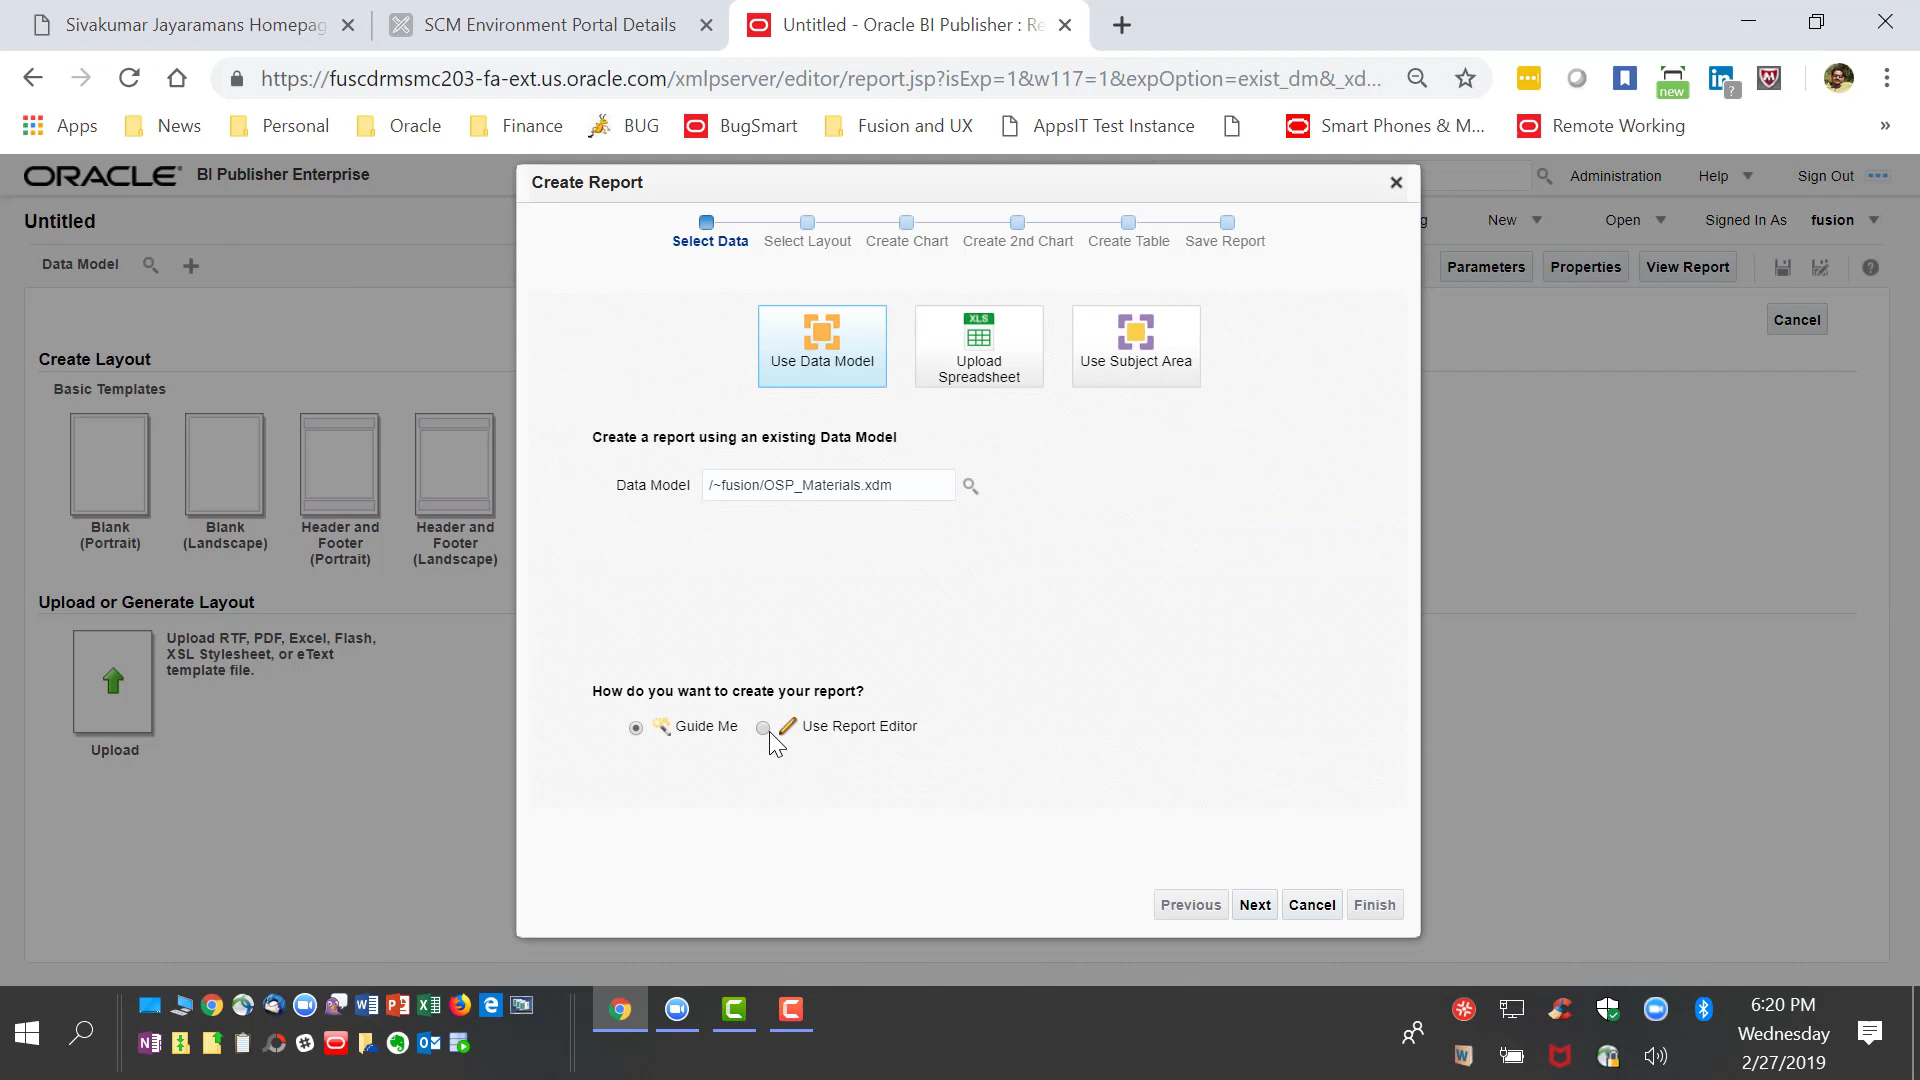 Sivakumar Jayaramans Homepag
SCM Environment Portal Details
Untitled - Oracle BI Publisher : Re
https://fuscdrmsmc203-fa-ext.us.oracle.com/xmlpserver/editor/report.jsp?isExp=1&w117=1&expOption=exist_dm&_xd...
new
?
Apps
News
Personal
Oracle
Finance
BUG
BugSmart
Fusion and UX
AppsIT Test Instance
Smart Phones & M...
Remote Working
»
ORACLE BI Publisher Enterprise
Administration
Help
Sign Out
Untitled
g
New
Open
Signed In As fusion
Data Model
Parameters
Properties
View Report
Cancel
Create Layout
Basic Templates
Blank
(Portrait)
Blank
(Landscape)
Header and
Footer
(Portrait)
Header and
Footer
(Landscape)
Upload or Generate Layout
Upload RTF, PDF, Excel, Flash,
XSL Stylesheet, or eText
template file.
Upload
Create Report
Select Data
Select Layout
Create Chart
Create 2nd Chart
Create Table
Save Report
Use Data Model
XLS
Upload
Spreadsheet
Use Subject Area
Create a report using an existing Data Model
Data Model /~fusion/OSP_Materials.xdm
How do you want to create your report?
Guide Me
Use Report Editor
Previous
Next
Cancel
Finish
6:20 PM
Wednesday
2/27/2019